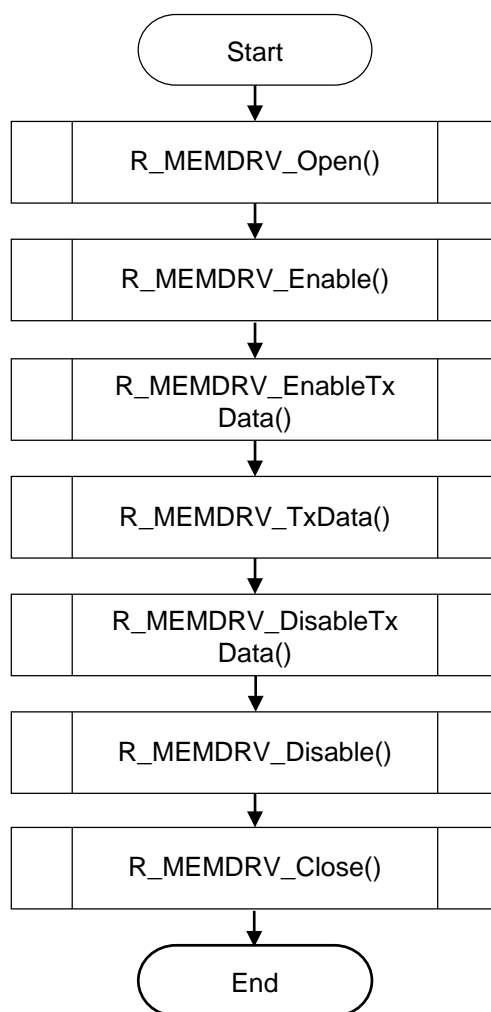 Start
R_MEMDRV_Open()
R_MEMDRV_Enable()
R_MEMDRV_EnableTx
Data()
R_MEMDRV_TxData()
R_MEMDRV_DisableTx
Data()
R_MEMDRV_Disable()
R_MEMDRV_Close()
End